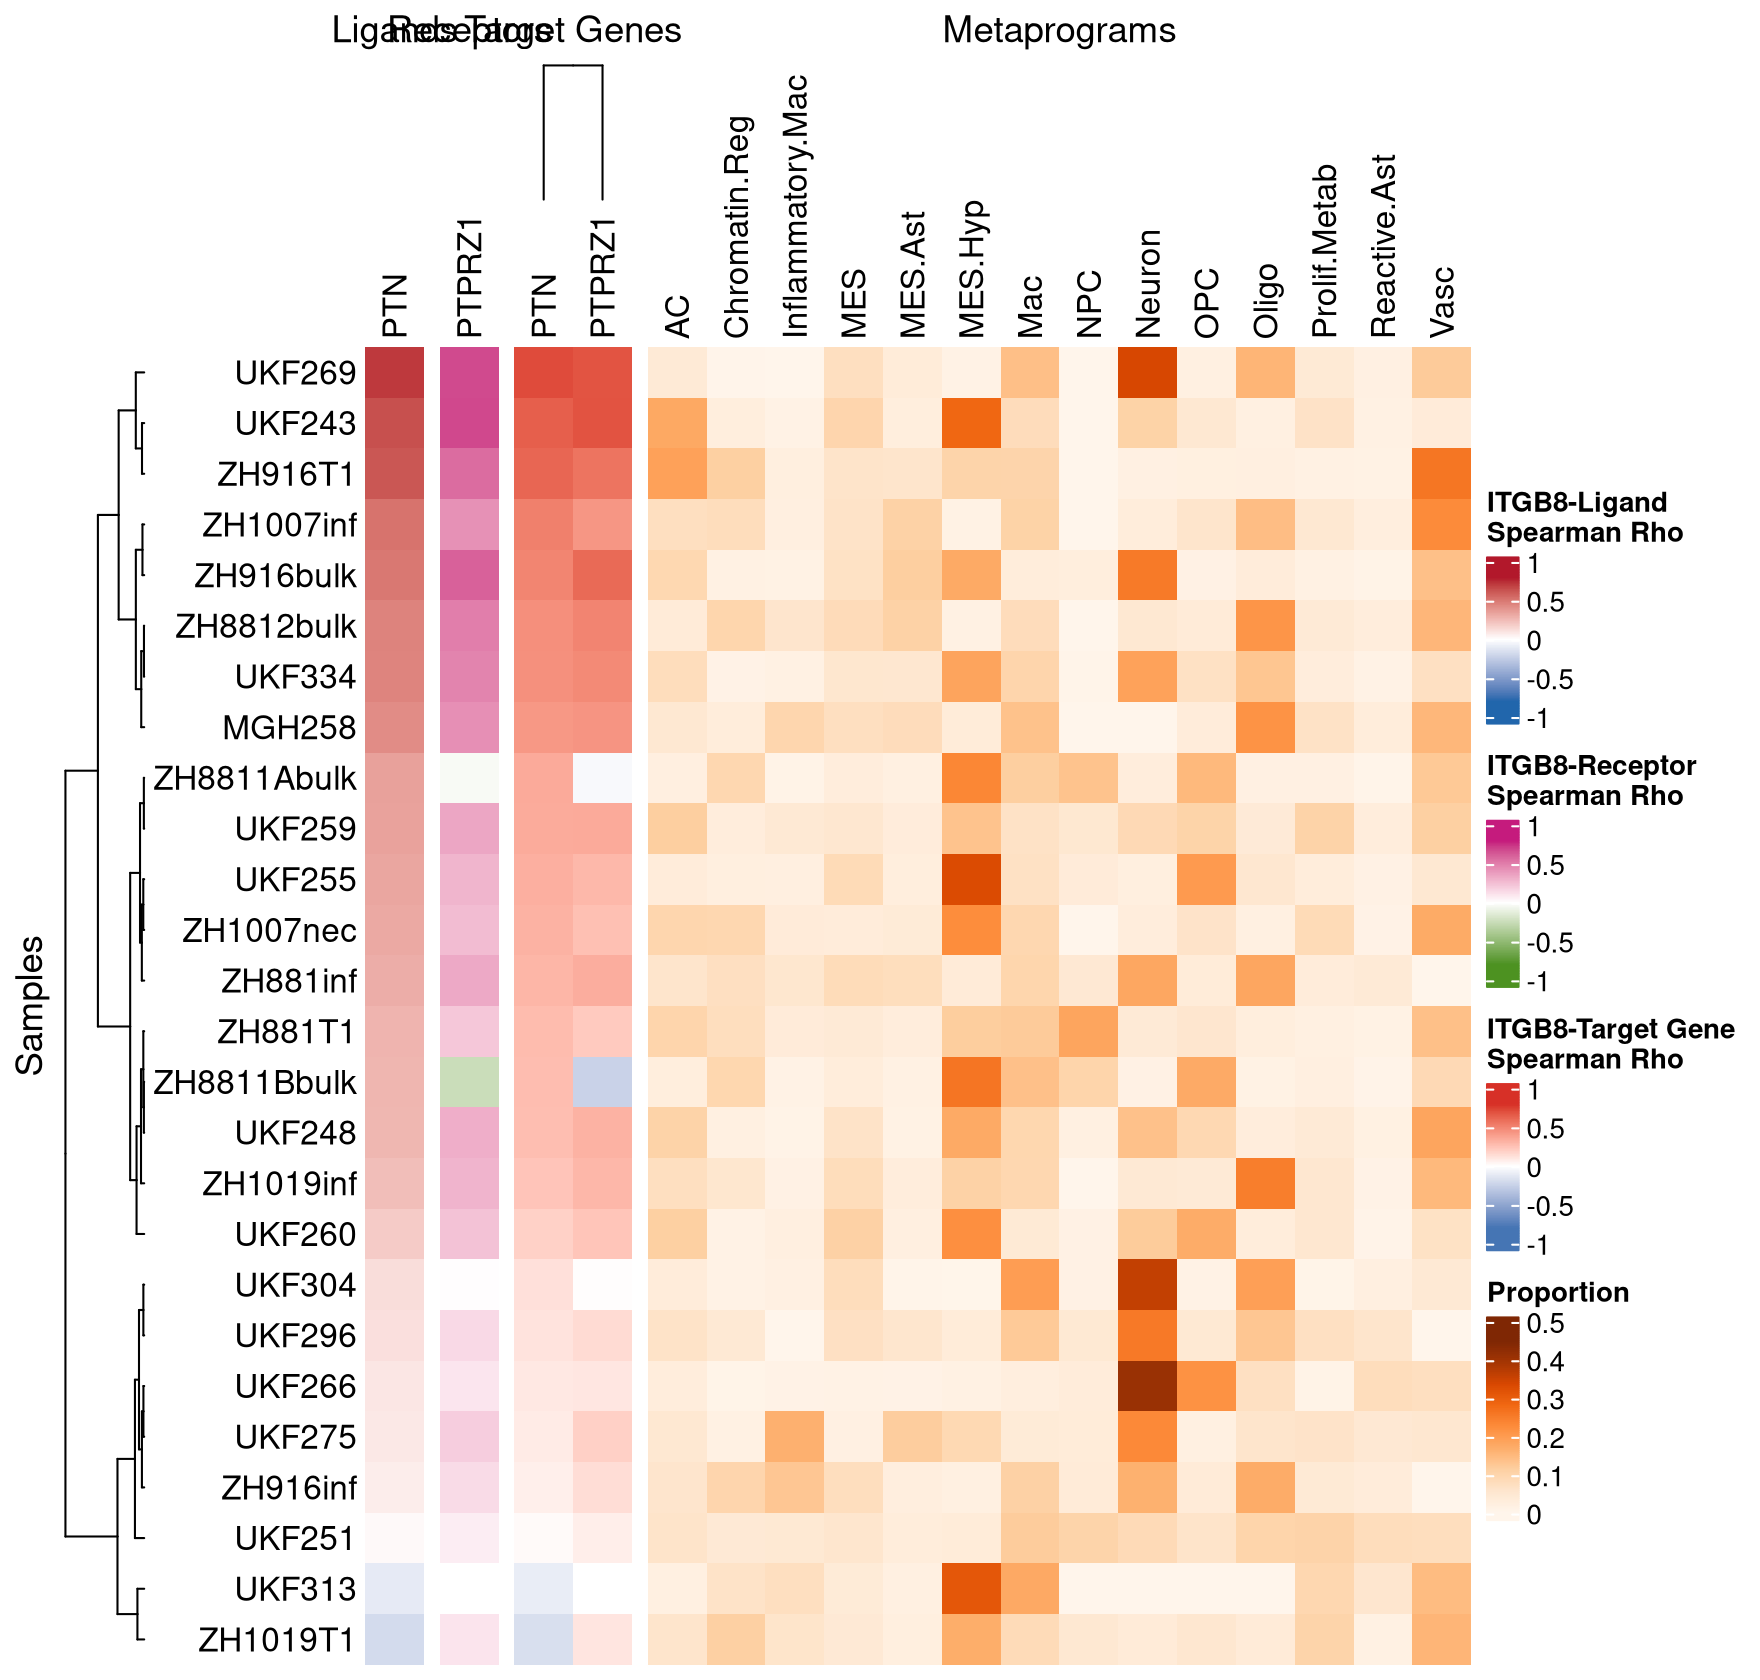 Ligands Receptors Target Genes Metaprograms
PTN
PTPRZ1
PTN
PTPRZ1
AC
Chromatin.Reg
Inflammatory.Mac
MES
MES.Ast
MES.Hyp
Mac
NPC
Neuron
OPC
Oligo
Prolif.Metab
Reactive.Ast
Vasc
Samples
UKF269
UKF243
ZH916T1
ZH1007inf
ZH916bulk
ZH8812bulk
UKF334
MGH258
ZH8811Abulk
UKF259
UKF255
ZH1007nec
ZH881inf
ZH881T1
ZH8811Bbulk
UKF248
ZH1019inf
UKF260
UKF304
UKF296
UKF266
UKF275
ZH916inf
UKF251
UKF313
ZH1019T1
ITGB8-Ligand
Spearman Rho
1
0.5
0
-0.5
-1
ITGB8-Receptor
Spearman Rho
1
0.5
0
-0.5
-1
ITGB8-Target Gene
Spearman Rho
1
0.5
0
-0.5
-1
Proportion
0.5
0.4
0.3
0.2
0.1
0